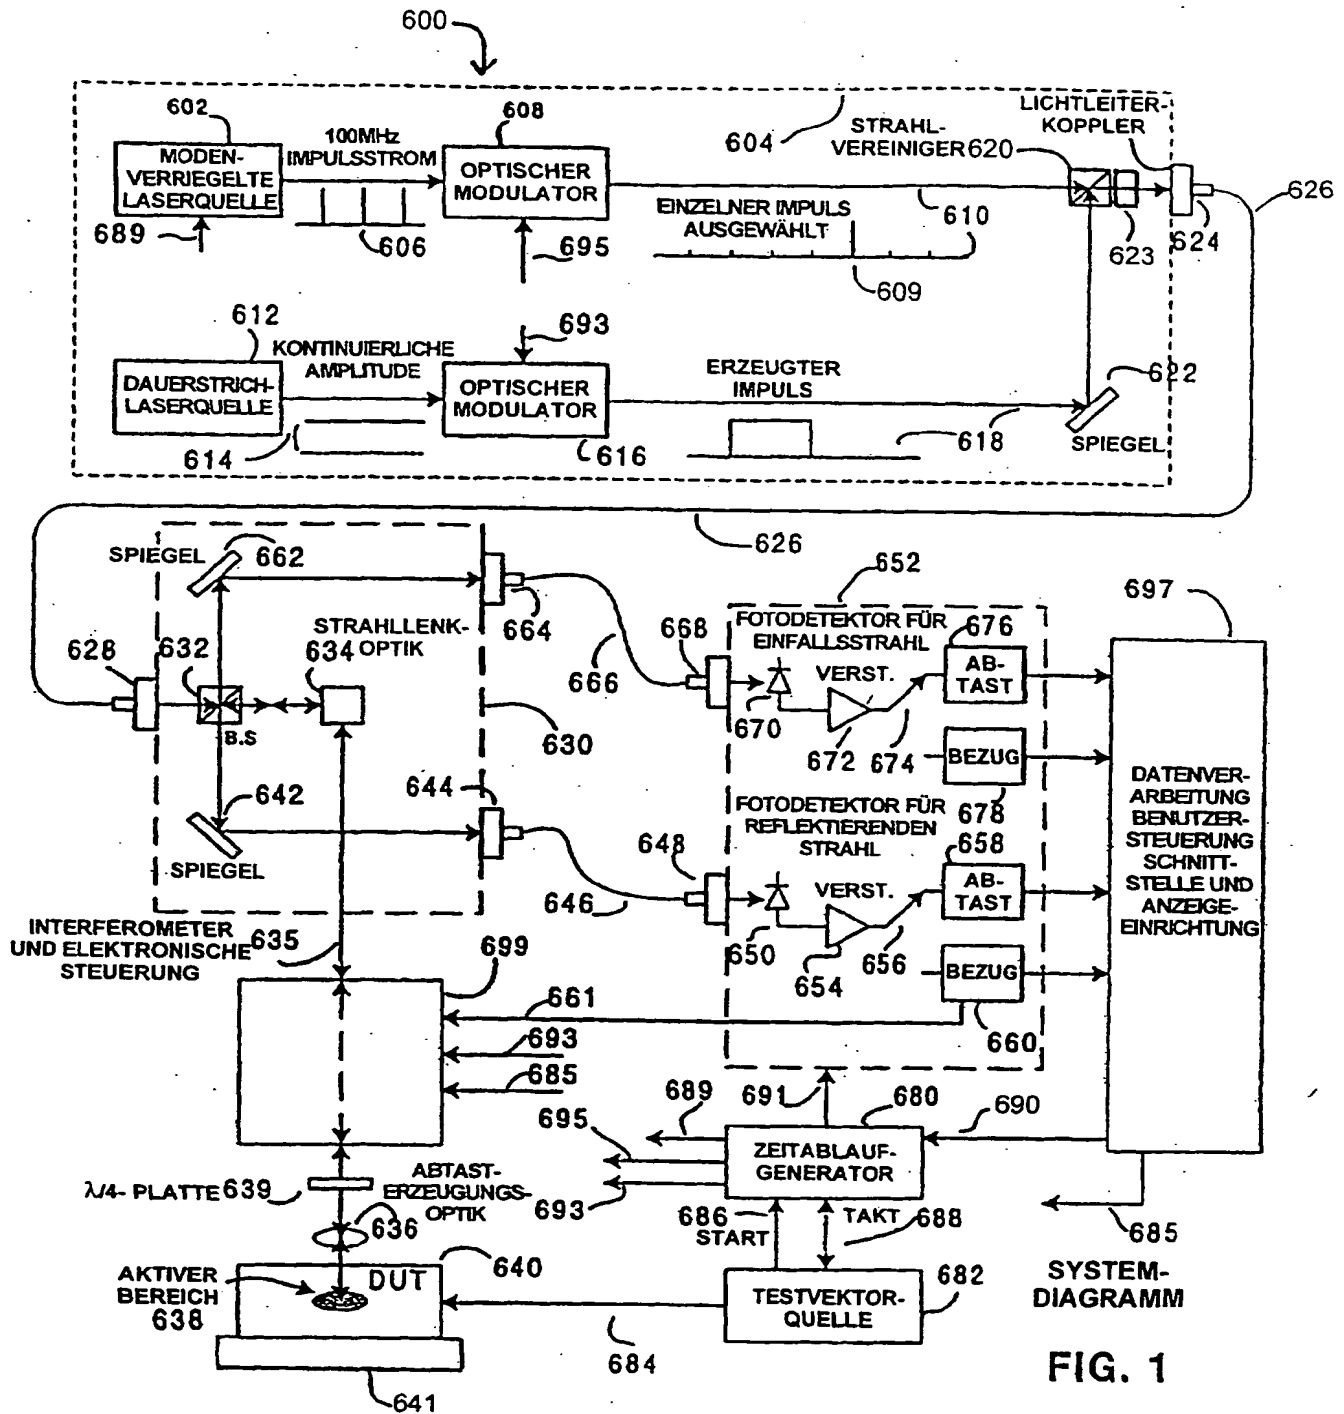 600
602
608
604
LICHTLEITER-
KOPPLER
STRAHL-
VEREINIGER 620
100MHz
IMPULSSTROM
MODEN-
VERRIEGELTE
LASERQUELLE
OPTISCHER
MODULATOR
626
689
606
695
EINZELNER IMPULS
AUSGEWÄHLT
610
623
624
609
612
693
KONTINUIERLICHE
AMPLITUDE
DAUERSTRICH-
LASERQUELLE
OPTISCHER
MODULATOR
ERZEUGTER
IMPULS
622
614
616
618
SPIEGEL
626
SPIEGEL 662
652
697
664
STRAHLLENK-
OPTIK
628
632
634
B.S
630
666
668
FOTODETEKTOR FÜR
EINFALLSSTRAHL
676
VERST.
AB-
TAST
670
672
674
BEZUG
678
642
SPIEGEL
644
646
648
FOTODETEKTOR FÜR
REFLEKTIERENDEN
STRAHL
658
VERST.
AB-
TAST
650
654
656
BEZUG
660
DATENVER-
ARBEITUNG
BENUTZER-
STEUERUNG
SCHNITT-
STELLE UND
ANZEIGE-
EINRICHTUNG
INTERFEROMETER
UND ELEKTRONISCHE
STEUERUNG
635
699
661
693
685
691
680
690
689
695
693
ZEITABLAUF-
GENERATOR
λ/4- PLATTE 639
ABTAST-
ERZEUGUNGS-
OPTIK
636
686
START
TAKT
688
685
640
DUT
AKTIVER
BEREICH
638
682
TESTVEKTOR-
QUELLE
684
641
SYSTEM-
DIAGRAMM
FIG. 1